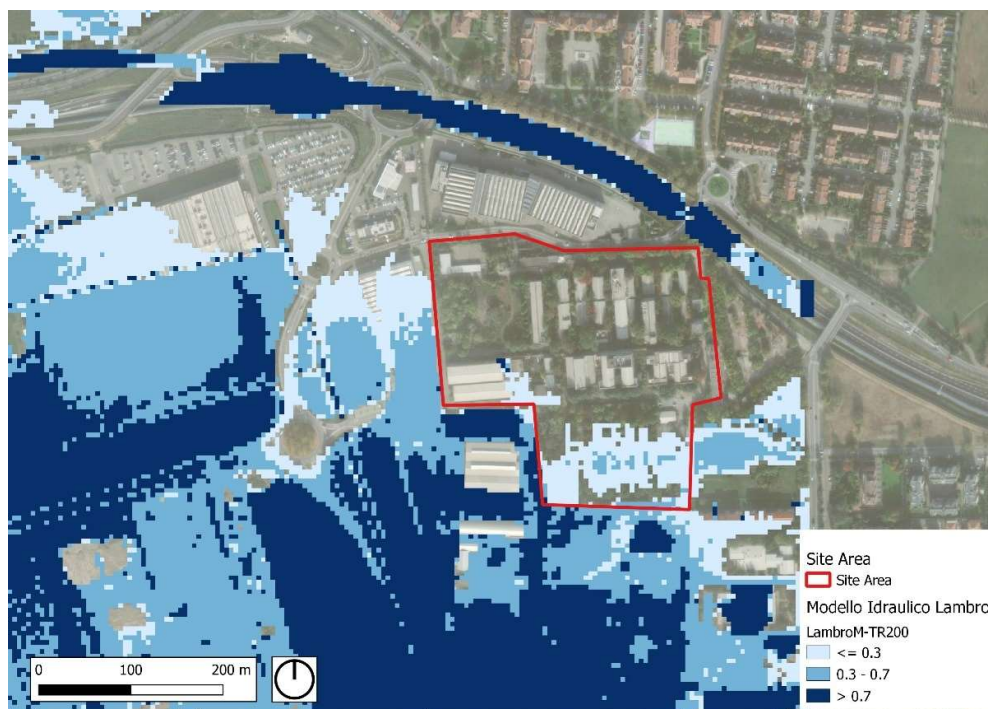 Site Area
Site Area
Modello Idraulico Lambro
LambroM-TR200
<= 0.3
0.3 - 0.7
> 0.7
0 100 200 m